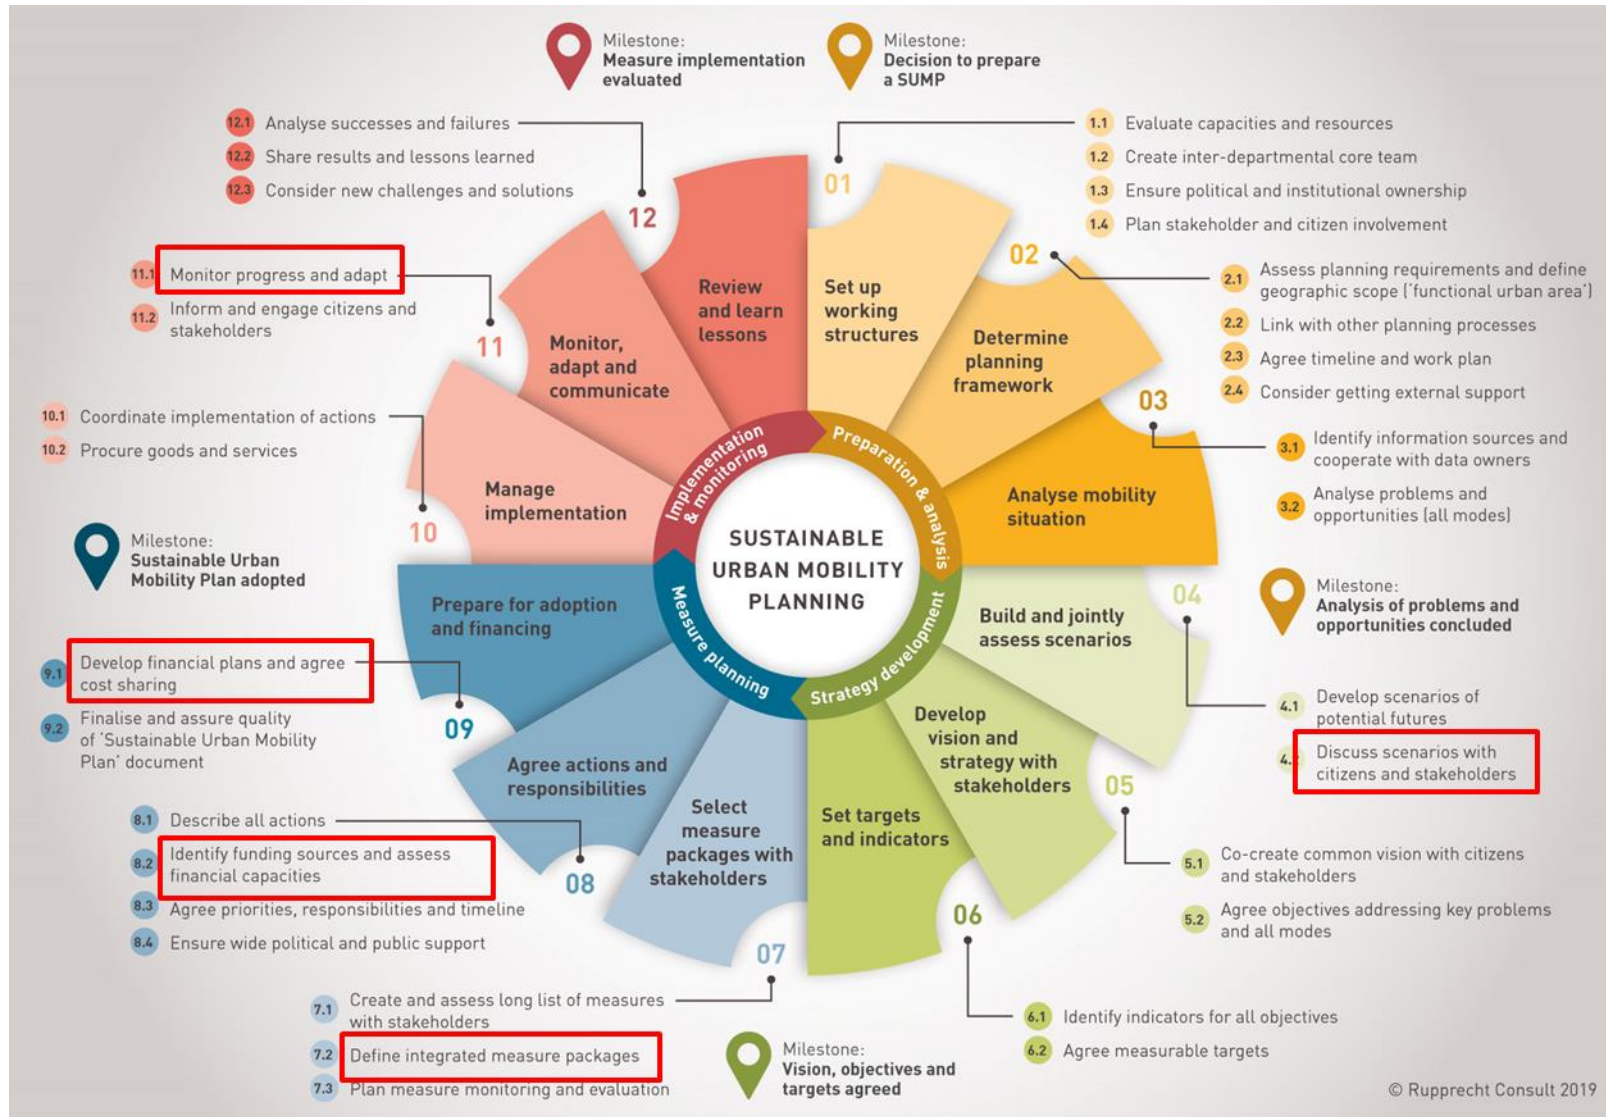 Milestone:
Measure implementation
evaluated
Milestone:
Decision to prepare
a SUMP
12.1 Analyse successes and failures
12.2 Share results and lessons learned
12.3 Consider new challenges and solutions
1.1 Evaluate capacities and resources
1.2 Create inter-departmental core team
1.3 Ensure political and institutional ownership
1.4 Plan stakeholder and citizen involvement
01
12
Review
and learn
lessons
Set up
working
structures
02
2.1 Assess planning requirements and define
geographic scope ('functional urban area')
2.2 Link with other planning processes
2.3 Agree timeline and work plan
2.4 Consider getting external support
11.1 Monitor progress and adapt
11.2 Inform and engage citizens and
stakeholders
11
Monitor,
adapt and
communicate
Determine
planning
framework
03
3.1 Identify information sources and
cooperate with data owners
3.2 Analyse problems and
opportunities (all modes)
10.1 Coordinate implementation of actions
10.2 Procure goods and services
10
Manage
implementation
Analyse mobility
situation
Implementation
& monitoring
Preparation & analysis
SUSTAINABLE
URBAN MOBILITY
PLANNING
Measure planning
Strategy development
Milestone:
Sustainable Urban
Mobility Plan adopted
Milestone:
Analysis of problems and
opportunities concluded
Prepare for adoption
and financing
Build and jointly
assess scenarios
04
9.1 Develop financial plans and agree
cost sharing
9.2 Finalise and assure quality
of 'Sustainable Urban Mobility
Plan' document
09
4.1 Develop scenarios of
potential futures
4.2 Discuss scenarios with
citizens and stakeholders
Agree actions and
responsibilities
Develop
vision and
strategy with
stakeholders
05
Select
measure
packages with
stakeholders
Set targets
and indicators
8.1 Describe all actions
8.2 Identify funding sources and assess
financial capacities
8.3 Agree priorities, responsibilities and timeline
8.4 Ensure wide political and public support
08
5.1 Co-create common vision with citizens
and stakeholders
5.2 Agree objectives addressing key problems
and all modes
06
07
7.1 Create and assess long list of measures
with stakeholders
7.2 Define integrated measure packages
7.3 Plan measure monitoring and evaluation
6.1 Identify indicators for all objectives
6.2 Agree measurable targets
Milestone:
Vision, objectives and
targets agreed
© Rupprecht Consult 2019